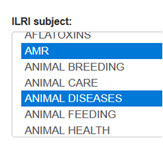 ILRI subject:
AFLATOXINS
AMR
ANIMAL BREEDING
ANIMAL CARE
ANIMAL DISEASES
ANIMAL FEEDING
ANIMAL HEALTH